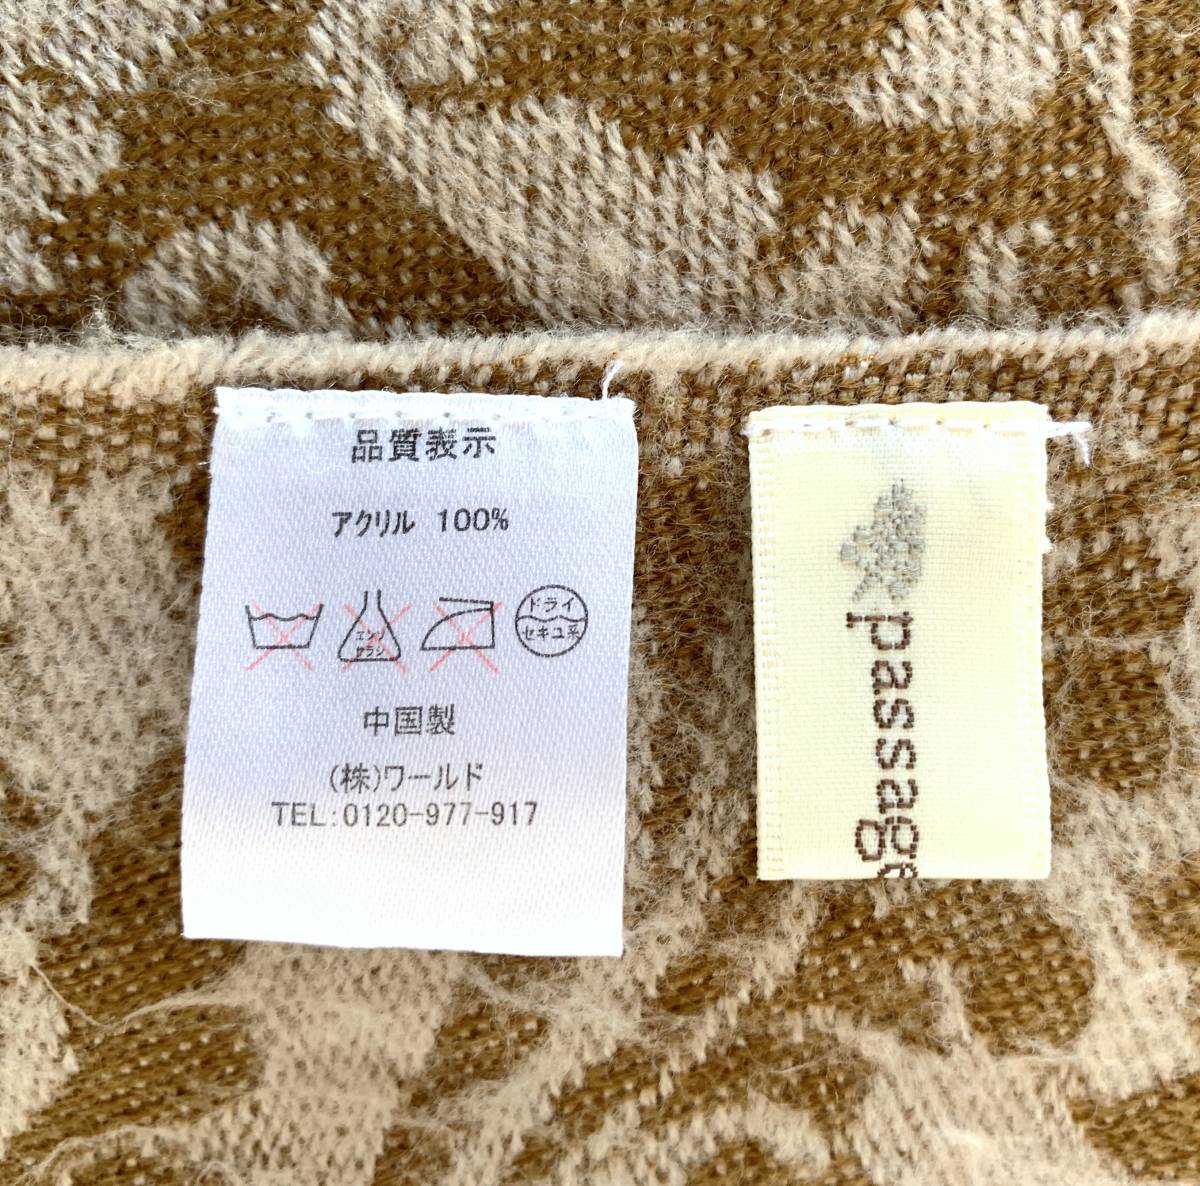 品質表示
アクリル 100%
エンソ
サラシ
ドライ
セキユ系
中国製
(株)ワールド
TEL:0120-977-917
passage